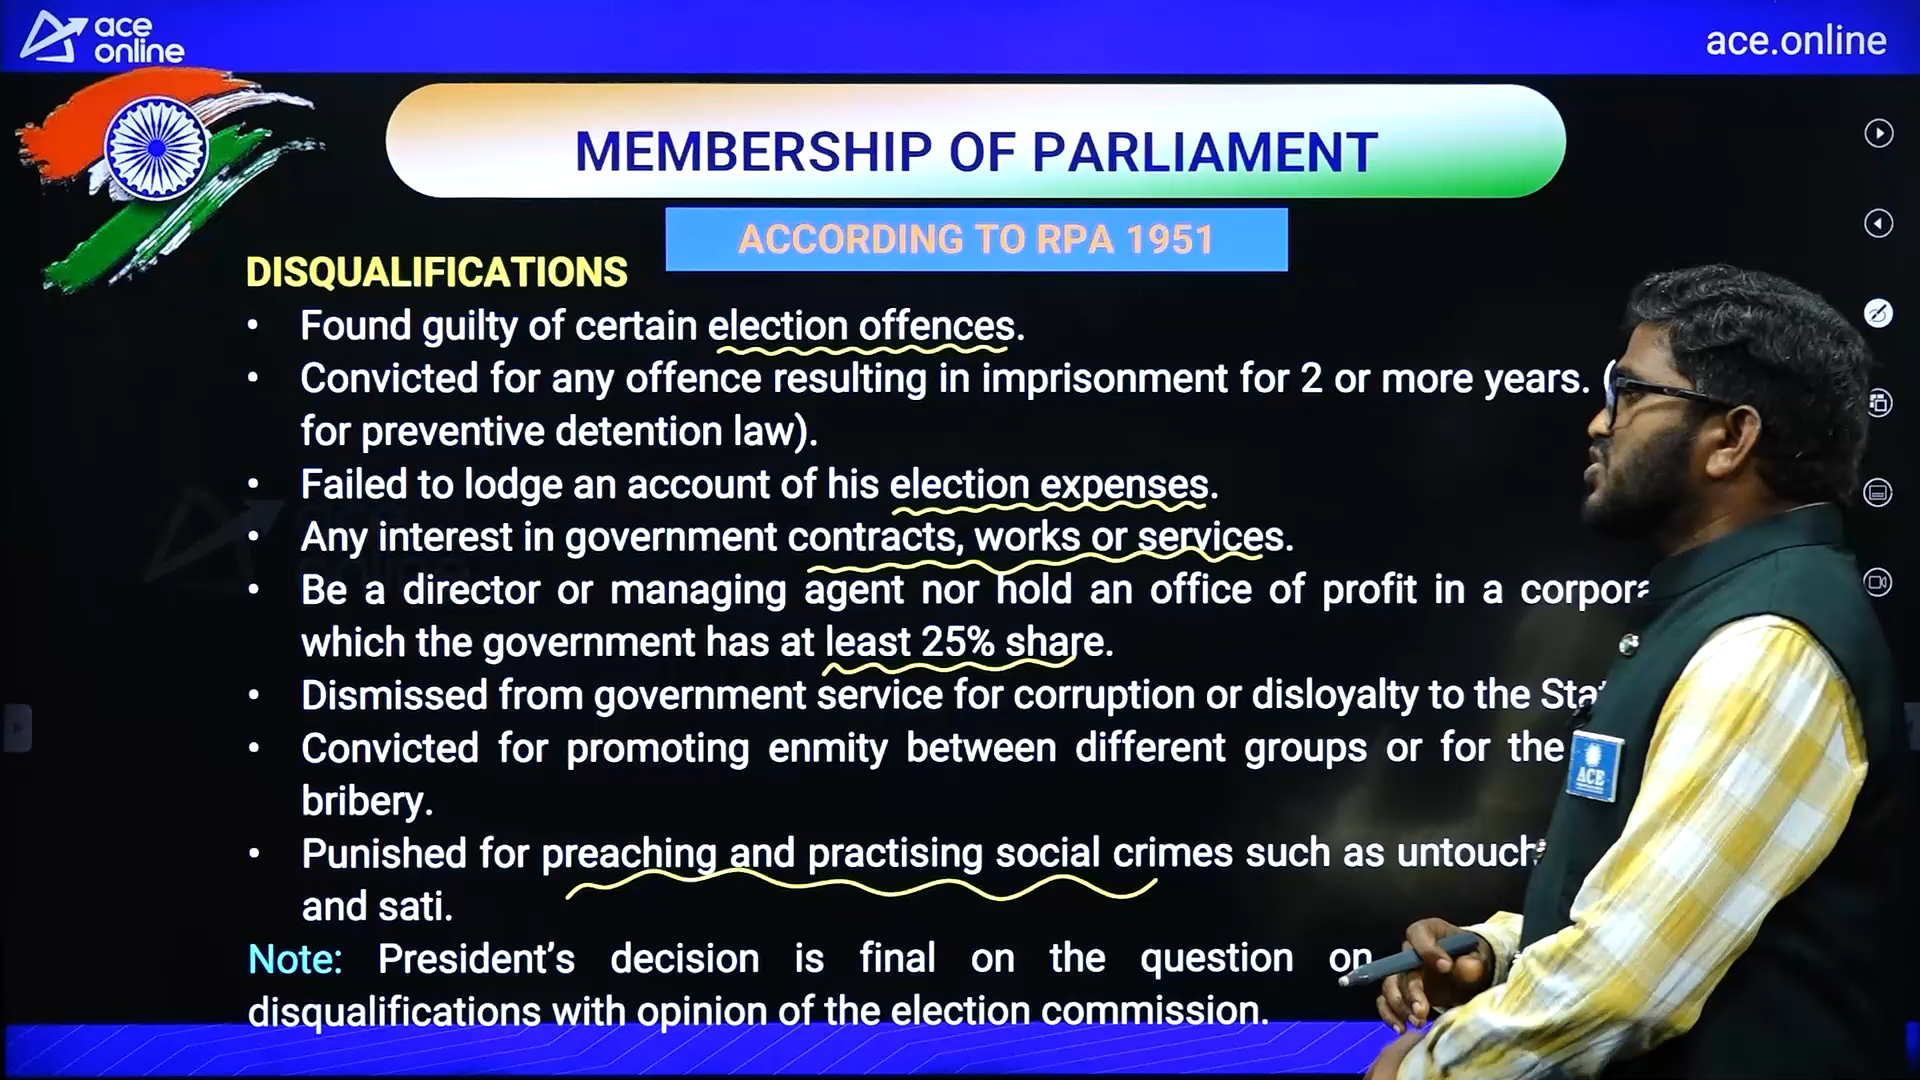 ace
online
ace.online
MEMBERSHIP OF PARLIAMENT
ACCORDING TO RPA 1951
DISQUALIFICATIONS
• Found guilty of certain election offences.
• Convicted for any offence resulting in imprisonment for 2 or more years. (
for preventive detention law).
• Failed to lodge an account of his election expenses.
• Any interest in government contracts, works or services.
• Be a director or managing agent nor hold an office of profit in a
which the government has at least 25% share.
• Dismissed from government service for corruption or disloyalty to the
• Convicted for promoting enmity between different groups or for the
bribery.
• Punished for preaching and practising social crimes such as
and sati.
Note: President's decision is final on the question on
disqualifications with opinion of the election commission.
ACE